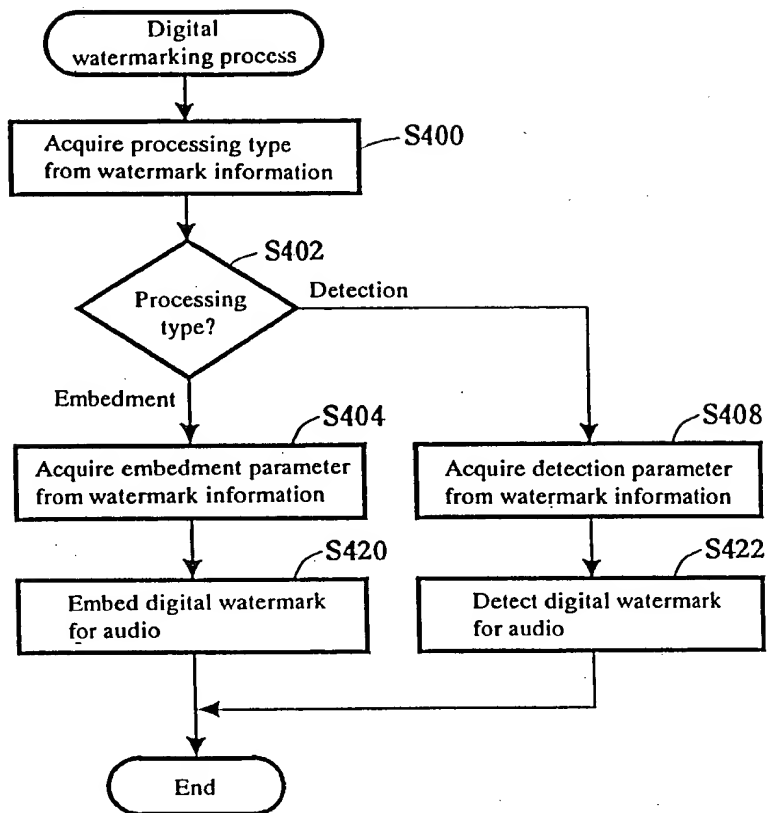 Digital
watermarking process
Acquire processing type
from watermark information
S400
S402
Processing
type?
Detection
Embedment
S404
Acquire embedment parameter
from watermark information
S408
Acquire detection parameter
from watermark information
S420
Embed digital watermark
for audio
S422
Detect digital watermark
for audio
End